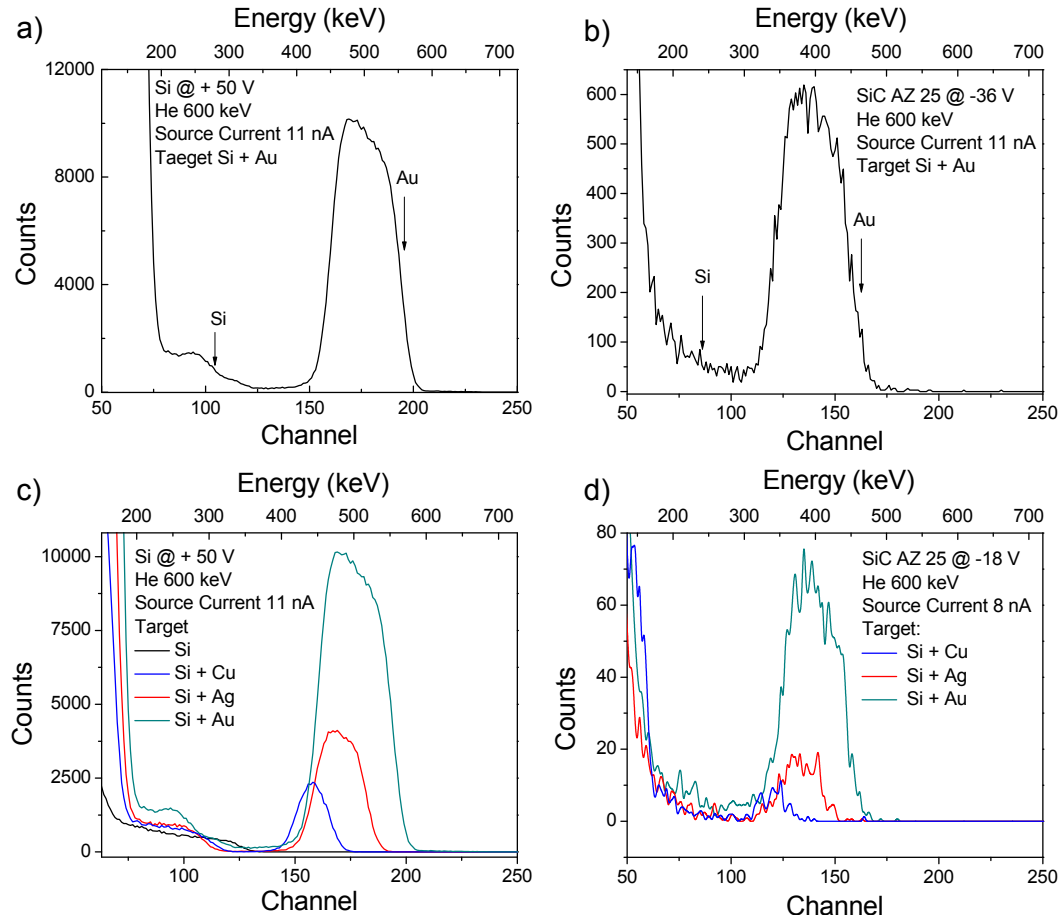 a)
Energy (keV)
200 300 400 500 600 700
12000
9000
6000
3000
0
Counts
Si @ + 50 V
He 600 keV
Source Current 11 nA
Taeget Si + Au
Au
Si
50 100 150 200 250
Channel
b)
Energy (keV)
200 300 400 500 600 700
600
500
400
300
200
100
0
Counts
SiC AZ 25 @ -36 V
He 600 keV
Source Current 11 nA
Target Si + Au
Au
Si
50 100 150 200 250
Channel
c)
Energy (keV)
200 300 400 500 600 700
10000
7500
5000
2500
0
Counts
Si @ + 50 V
He 600 keV
Source Current 11 nA
Target
Si
Si + Cu
Si + Ag
Si + Au
100 150 200 250
Channel
d)
Energy (keV)
200 300 400 500 600 700
80
60
40
20
0
Counts
SiC AZ 25 @ -18 V
He 600 keV
Source Current 8 nA
Target:
Si + Cu
Si + Ag
Si + Au
50 100 150 200 250
Channel